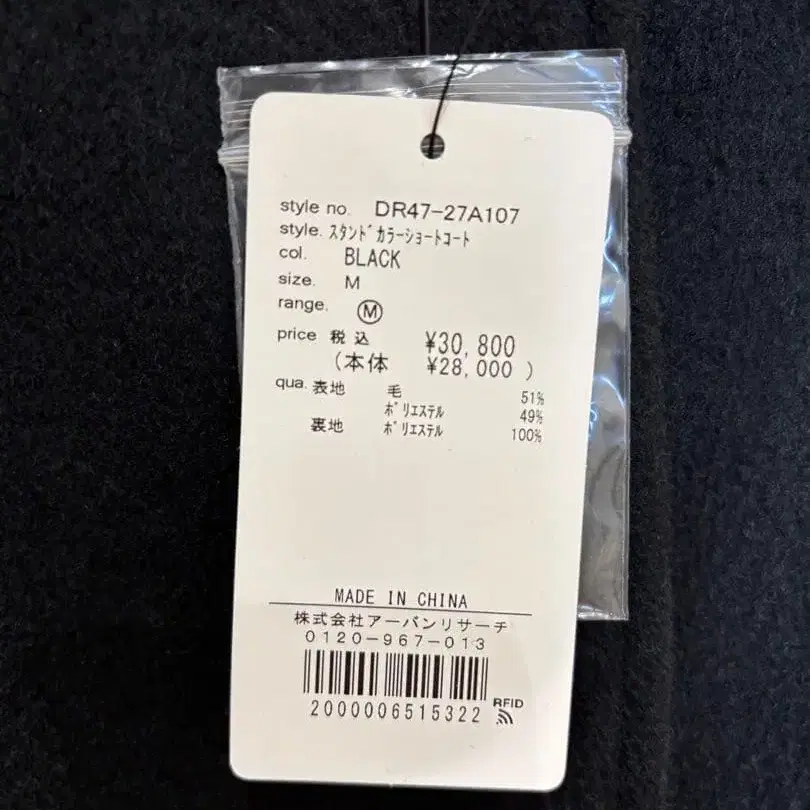 style no. DR47-27A107
style. ｽﾀﾝﾄﾞｶﾗｰｼｮｰﾄｺｰﾄ
col. BLACK
size. M
range. Ⓜ
price 税込 ¥30,800
(本体 ¥28,000 )
qua. 表地 毛 51%
ﾎﾟﾘｴｽﾃﾙ 49%
裏地 ﾎﾟﾘｴｽﾃﾙ 100%
MADE IN CHINA
株式会社アーバンリサーチ
0120-967-013
2000006515322
RFID